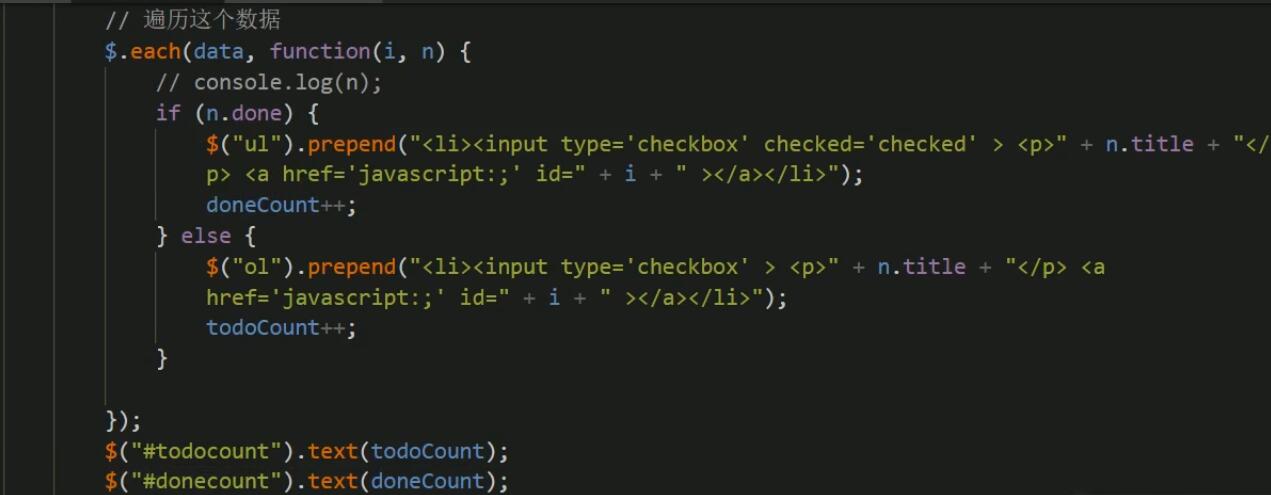 // 遍历这个数据
$.each(data, function(i, n) {
// console.log(n);
if (n.done) {
$("ul").prepend("<li><input type='checkbox' checked='checked' > <p>" + n.title + "</
p> <a href='javascript:;' id=" + i + " ></a></li>");
doneCount++;
} else {
$("ol").prepend("<li><input type='checkbox' > <p>" + n.title + "</p> <a
href='javascript:;' id=" + i + " ></a></li>");
todoCount++;
}
});
$("#todocount").text(todoCount);
$("#donecount").text(doneCount);